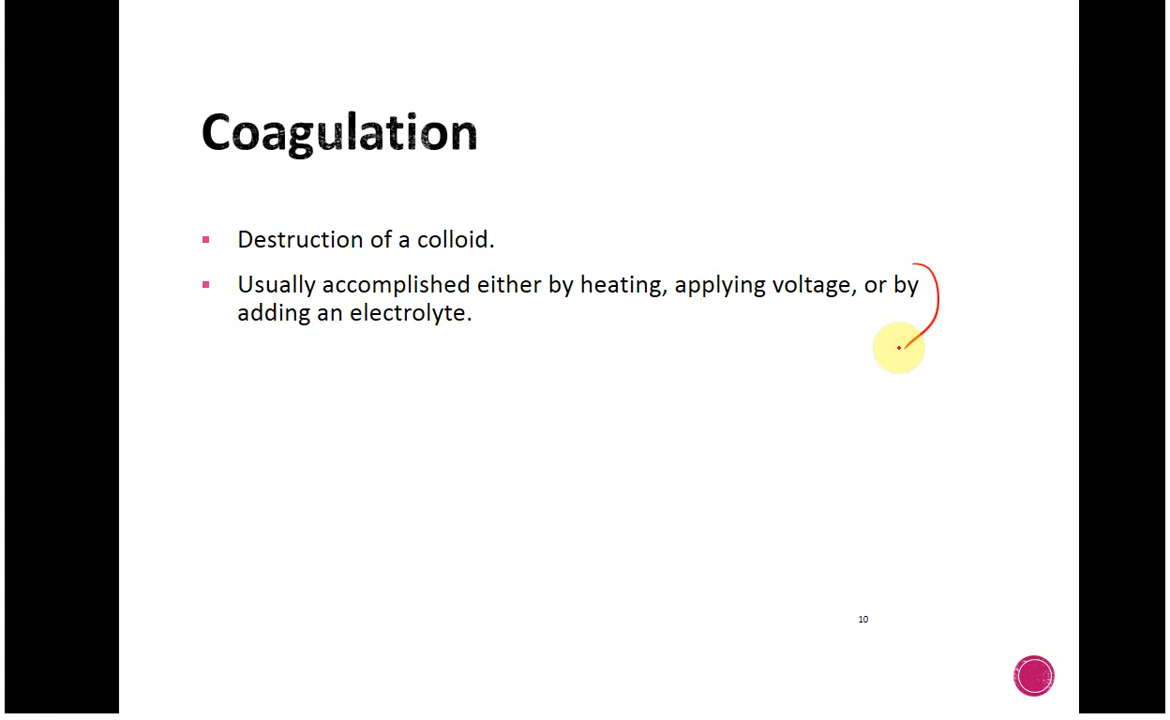 Coagulation
Destruction of a colloid.
Usually accomplished either by heating, applying voltage, or by
adding an electrolyte.
10